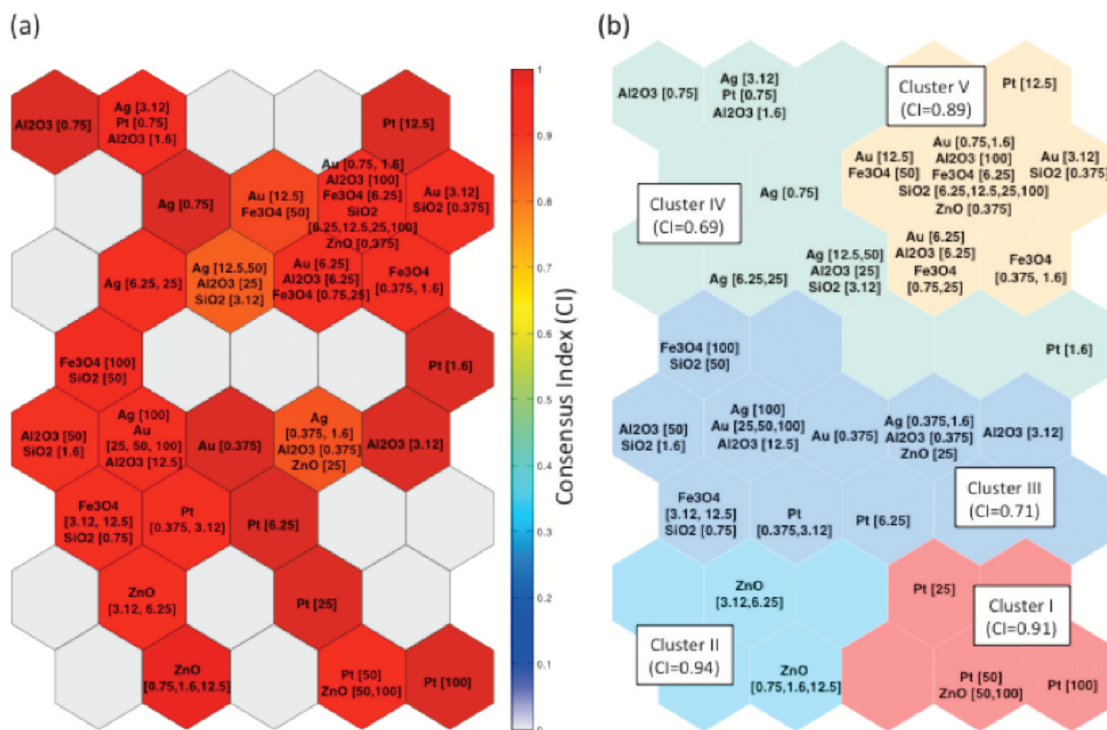 (a)
Al2O3 [0.75]
Ag [3.12]
Pt [0.75]
Al2O3 [1.6]
Pt [12.5]
Ag [0.75]
Au [12.5]
Fe3O4 [50]
Au [0.75, 1.6]
Al2O3 [100]
Fe3O4 [6.25]
SiO2
[6.25,12.5,25,100]
ZnO [0.375]
Au [3.12]
SiO2 [0.375]
Ag [6.25, 25]
Ag [12.5,50]
Al2O3 [25]
SiO2 [3.12]
Au [6.25]
Al2O3 [6.25]
Fe3O4 [0.75,25]
Fe3O4
[0.375, 1.6]
Fe3O4 [100]
SiO2 [50]
Pt [1.6]
Al2O3 [50]
SiO2 [1.6]
Ag [100]
Au
[25, 50, 100]
Al2O3 [12.5]
Au [0.375]
Ag
[0.375, 1.6]
Al2O3 [0.375]
ZnO [25]
Al2O3 [3.12]
Fe3O4
[3.12, 12.5]
SiO2 [0.75]
Pt
[0.375, 3.12]
Pt [6.25]
ZnO
[3.12, 6.25]
Pt [25]
ZnO
[0.75,1.6,12.5]
Pt [50]
ZnO [50,100]
Pt [100]
1
0.9
0.8
0.7
0.6
0.5
0.4
0.3
0.2
0.1
0
Consensus Index (CI)
(b)
Al2O3 [0.75]
Ag [3.12]
Pt [0.75]
Al2O3 [1.6]
Cluster V
(CI=0.89)
Pt [12.5]
Cluster IV
(CI=0.69)
Ag [0.75]
Au [12.5]
Fe3O4 [50]
Au [0.75,1.6]
Al2O3 [100]
Fe3O4 [6.25]
SiO2 [6.25,12.5,25,100]
ZnO [0.375]
Au [3.12]
SiO2 [0.375]
Ag [6.25,25]
Ag [12.5,50]
Al2O3 [25]
SiO2 [3.12]
Au [6.25]
Al2O3 [6.25]
Fe3O4
[0.75,25]
Fe3O4
[0.375, 1.6]
Fe3O4 [100]
SiO2 [50]
Pt [1.6]
Al2O3 [50]
SiO2 [1.6]
Ag [100]
Au [25,50,100]
Al2O3 [12.5]
Au [0.375]
Ag [0.375,1.6]
Al2O3 [0.375]
ZnO [25]
Al2O3 [3.12]
Fe3O4
[3.12, 12.5]
SiO2 [0.75]
Pt
[0.375,3.12]
Pt [6.25]
Cluster III
(CI=0.71)
ZnO
[3.12,6.25]
Pt [25]
Cluster I
(CI=0.91)
Cluster II
(CI=0.94)
ZnO
[0.75,1.6,12.5]
Pt [50]
ZnO [50,100]
Pt [100]